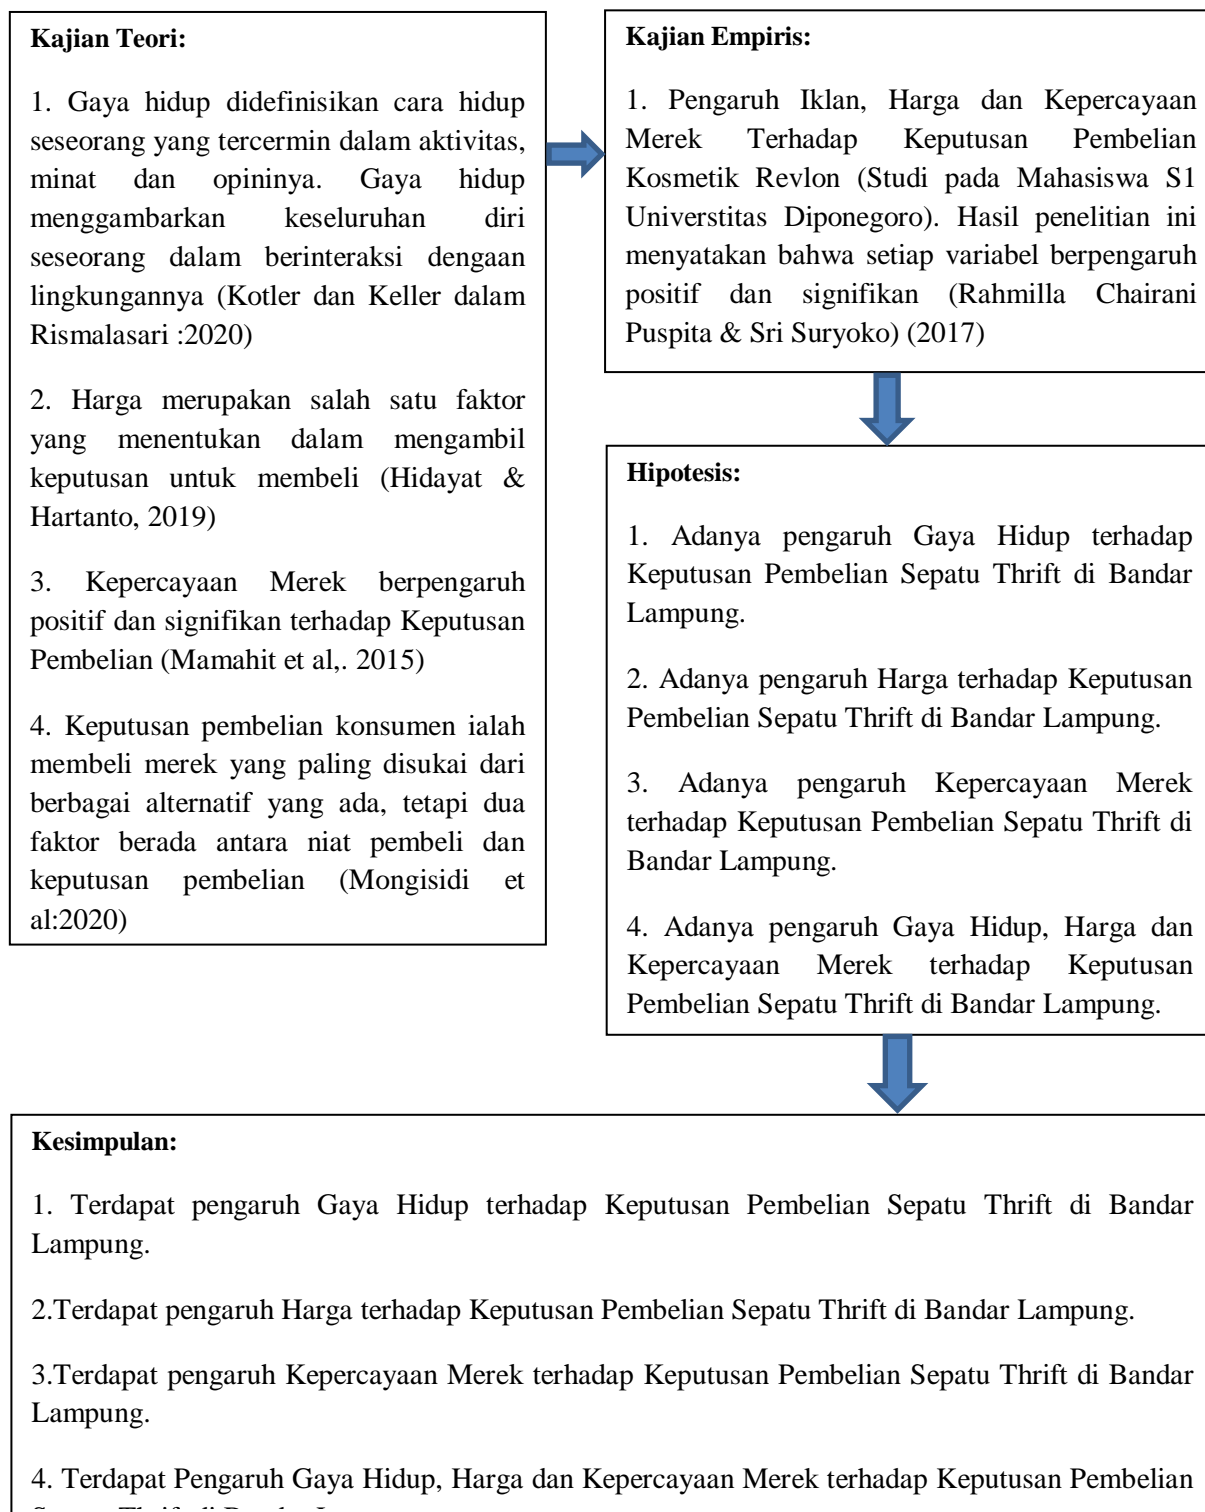 Kajian Teori:
1. Gaya hidup didefinisikan cara hidup
seseorang yang tercermin dalam aktivitas,
minat dan opininya. Gaya hidup
menggambarkan keseluruhan diri
seseorang dalam berinteraksi dengaan
lingkungannya (Kotler dan Keller dalam
Rismalasari :2020)
2. Harga merupakan salah satu faktor
yang menentukan dalam mengambil
keputusan untuk membeli (Hidayat &
Hartanto, 2019)
3. Kepercayaan Merek berpengaruh
positif dan signifikan terhadap Keputusan
Pembelian (Mamahit et al,. 2015)
4. Keputusan pembelian konsumen ialah
membeli merek yang paling disukai dari
berbagai alternatif yang ada, tetapi dua
faktor berada antara niat pembeli dan
keputusan pembelian (Mongisidi et
al:2020)
Kajian Empiris:
1. Pengaruh Iklan, Harga dan Kepercayaan
Merek Terhadap Keputusan Pembelian
Kosmetik Revlon (Studi pada Mahasiswa S1
Universtitas Diponegoro). Hasil penelitian ini
menyatakan bahwa setiap variabel berpengaruh
positif dan signifikan (Rahmilla Chairani
Puspita & Sri Suryoko) (2017)
Hipotesis:
1. Adanya pengaruh Gaya Hidup terhadap
Keputusan Pembelian Sepatu Thrift di Bandar
Lampung.
2. Adanya pengaruh Harga terhadap Keputusan
Pembelian Sepatu Thrift di Bandar Lampung.
3. Adanya pengaruh Kepercayaan Merek
terhadap Keputusan Pembelian Sepatu Thrift di
Bandar Lampung.
4. Adanya pengaruh Gaya Hidup, Harga dan
Kepercayaan Merek terhadap Keputusan
Pembelian Sepatu Thrift di Bandar Lampung.
Kesimpulan:
1. Terdapat pengaruh Gaya Hidup terhadap Keputusan Pembelian Sepatu Thrift di Bandar
Lampung.
2.Terdapat pengaruh Harga terhadap Keputusan Pembelian Sepatu Thrift di Bandar Lampung.
3.Terdapat pengaruh Kepercayaan Merek terhadap Keputusan Pembelian Sepatu Thrift di Bandar
Lampung.
4. Terdapat Pengaruh Gaya Hidup, Harga dan Kepercayaan Merek terhadap Keputusan Pembelian